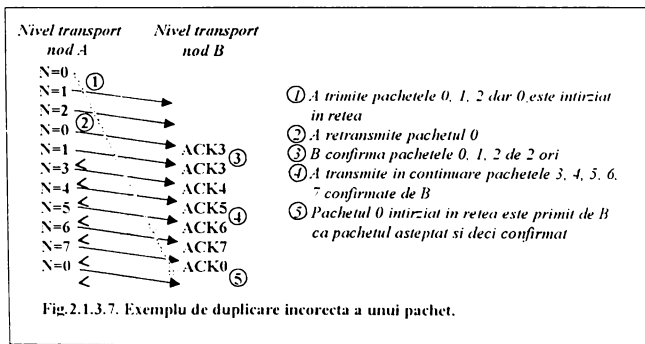 Nivel transport
nod A
Nivel transport
nod B
N=0
N=1
N=2
N=0
N=1
N=3
N=4
N=5
N=6
N=7
N=0
1
2
ACK3
ACK3
ACK4
ACK5
ACK6
ACK7
ACK0
3
4
5
1 A trimite pachetele 0, 1, 2 dar 0,este intirziat
in retea
2 A retransmite pachetul 0
3 B confirma pachetele 0, 1, 2 de 2 ori
4 A transmite in continuare pachetele 3, 4, 5, 6,
7 confirmate de B
5 Pachetul 0 intirziat in retea este primit de B
ca pachetul asteptat si deci confirmat
Fig.2.1.3.7. Exemplu de duplicare incorecta a unui pachet.